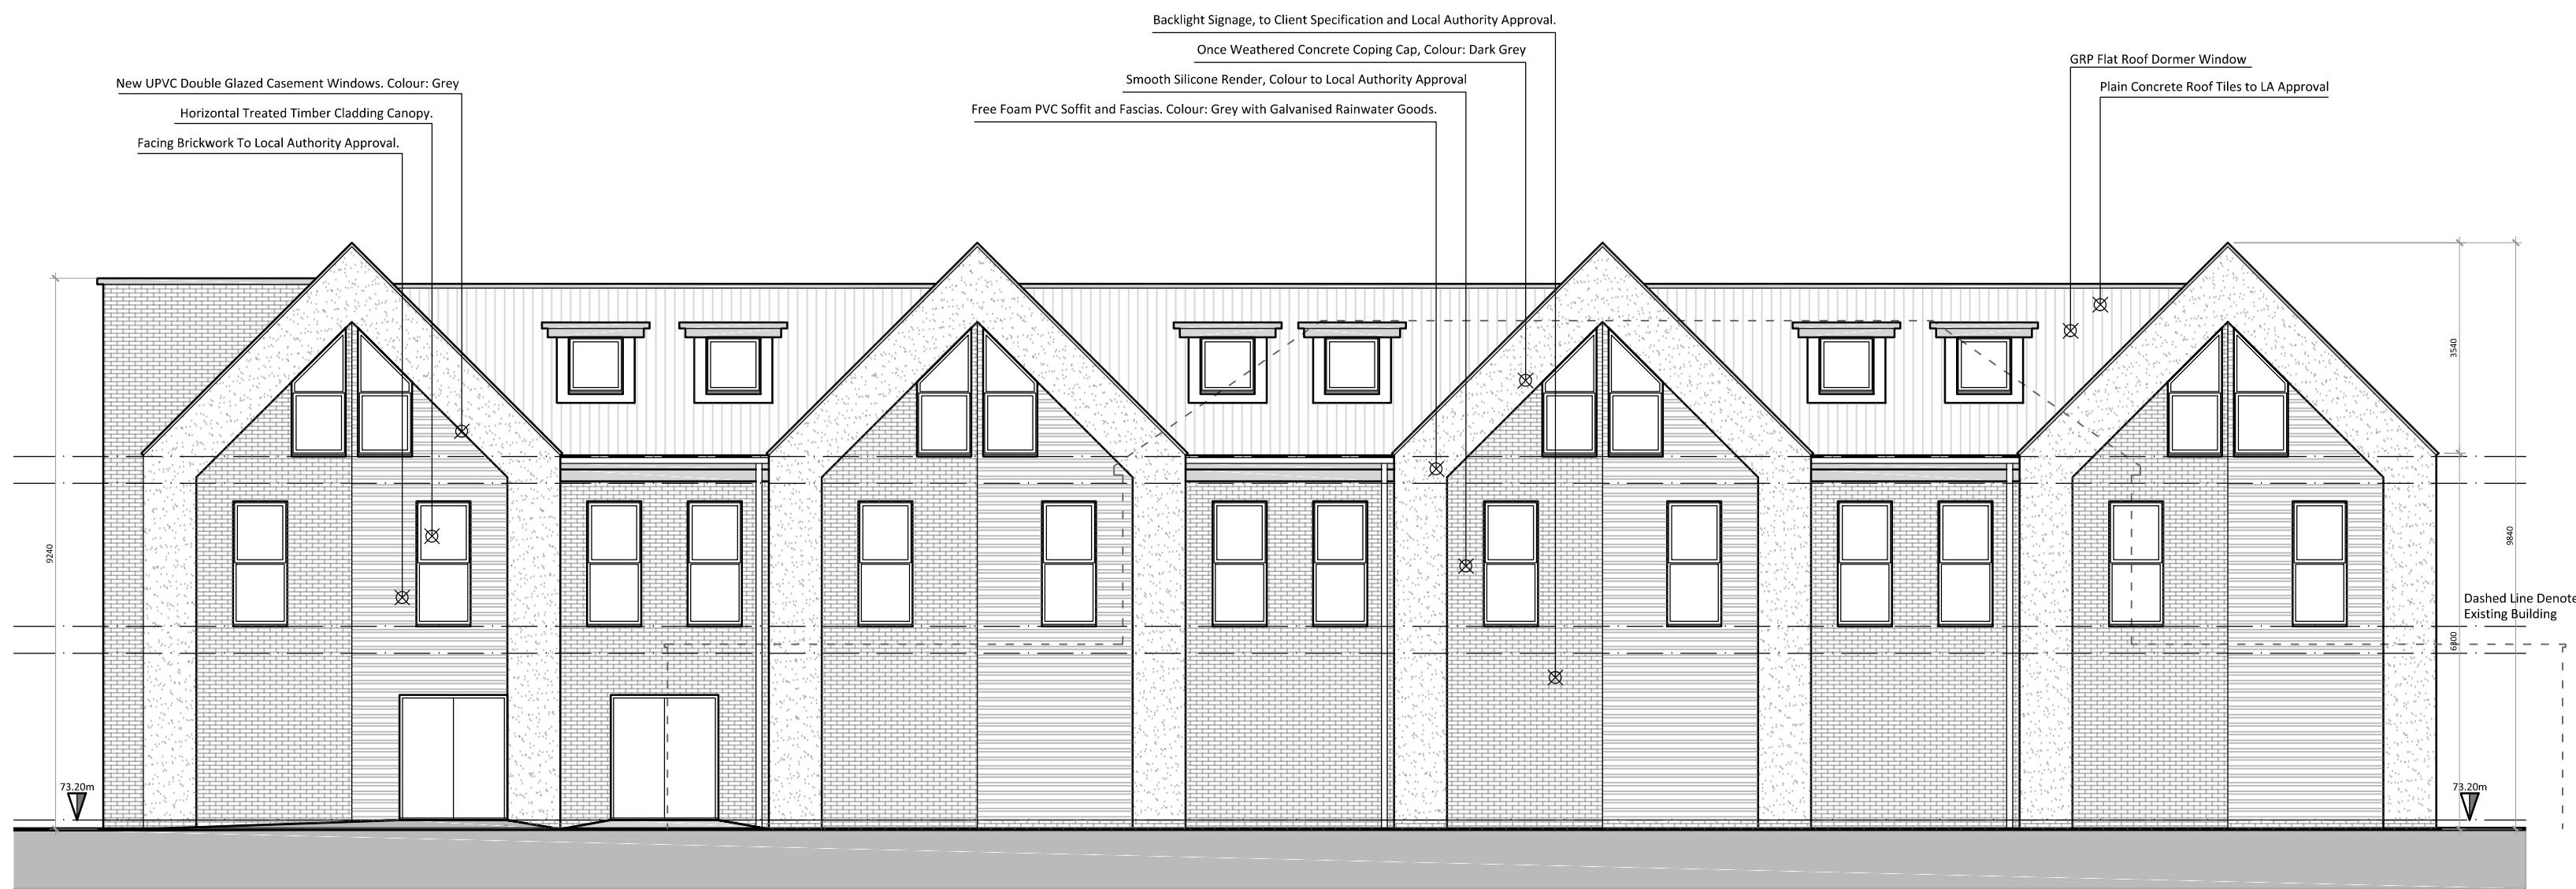 Backlight Signage, to Client Specification and Local Authority Approval.
Once Weathered Concrete Coping Cap, Colour: Dark Grey
GRP Flat Roof Dormer Window
Smooth Silicone Render, Colour to Local Authority Approval
New UPVC Double Glazed Casement Windows. Colour: Grey
Plain Concrete Roof Tiles to LA Approval
Free Foam PVC Soffit and Fascias. Colour: Grey with Galvanised Rainwater Goods.
Horizontal Treated Timber Cladding Canopy.
Facing Brickwork To Local Authority Approval.
3540
9840
9240
Dashed Line Denote
Existing Building
6300
73.20m
73.20m